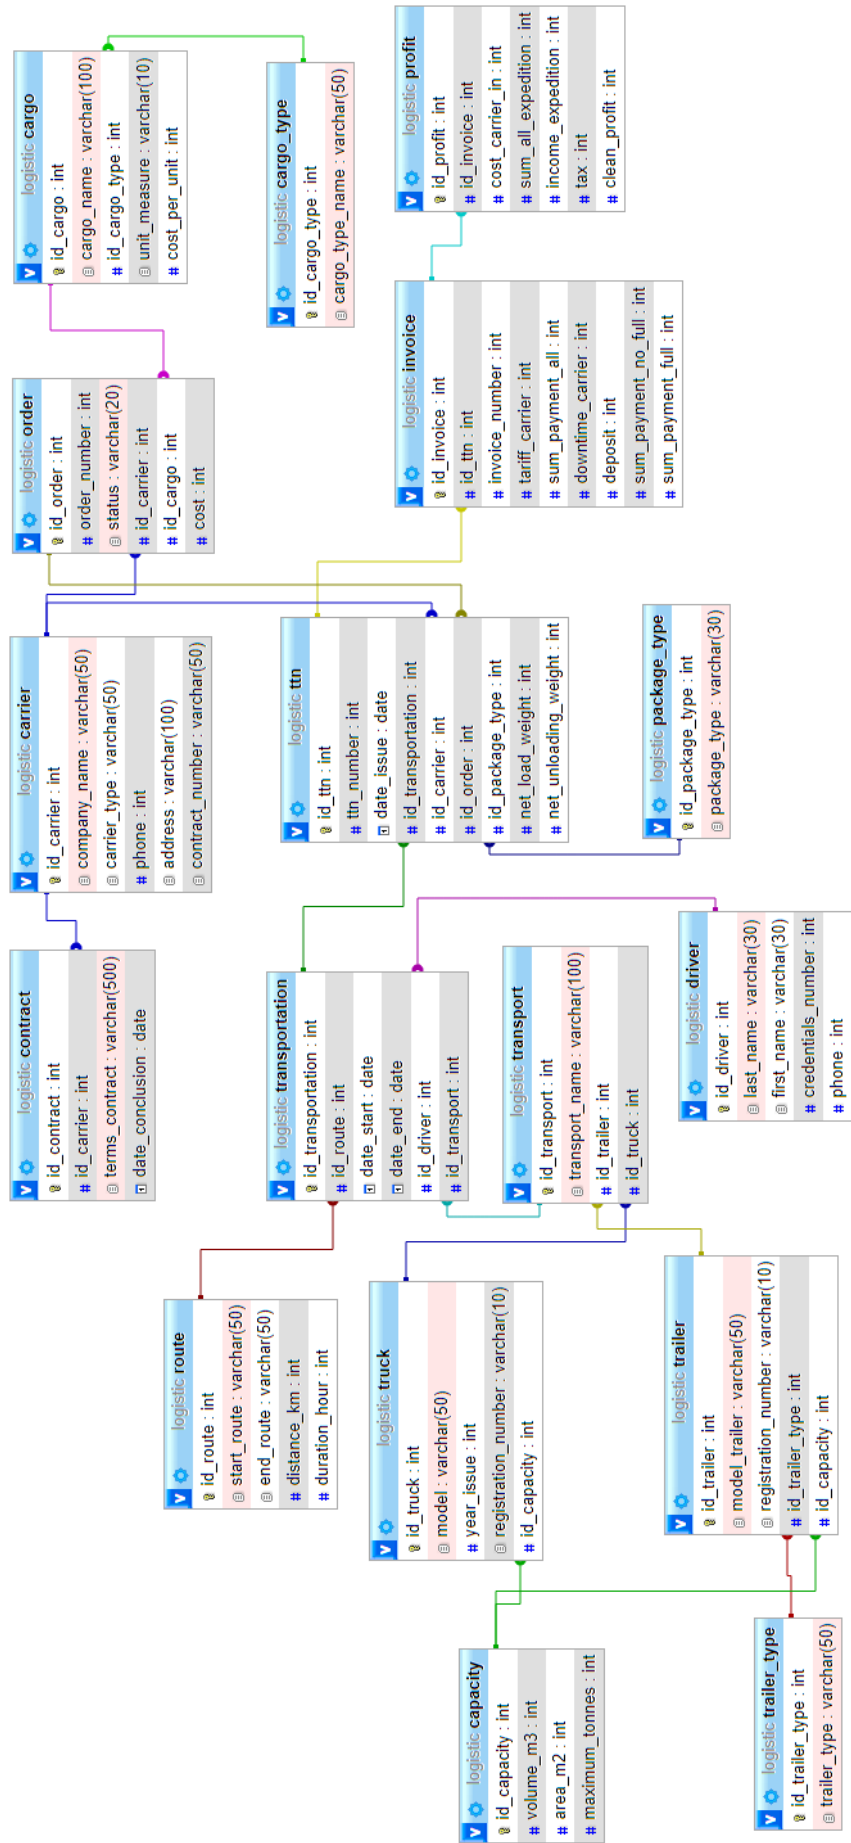 logistic capacity
id_capacity : int
volume_m3 : int
area_m2 : int
maximum_tonnes : int
logistic trailer_type
id_trailer_type : int
trailer_type : varchar(50)
logistic route
id_route : int
start_route : varchar(50)
end_route : varchar(50)
distance_km : int
duration_hour : int
logistic truck
id_truck : int
model : varchar(50)
year_issue : int
registration_number : varchar(10)
id_capacity : int
logistic trailer
id_trailer : int
model_trailer : varchar(50)
registration_number : varchar(10)
id_trailer_type : int
id_capacity : int
logistic contract
id_contract : int
id_carrier : int
terms_contract : varchar(500)
date_conclusion : date
logistic transportation
id_transportation : int
id_route : int
date_start : date
date_end : date
id_driver : int
id_transport : int
logistic transport
id_transport : int
transport_name : varchar(100)
id_trailer : int
id_truck : int
logistic driver
id_driver : int
last_name : varchar(30)
first_name : varchar(30)
credentials_number : int
phone : int
logistic carrier
id_carrier : int
company_name : varchar(50)
carrier_type : varchar(50)
phone : int
address : varchar(100)
contract_number : varchar(50)
logistic ttn
id_ttn : int
ttn_number : int
date_issue : date
id_transportation : int
id_carrier : int
id_order : int
id_package_type : int
net_load_weight : int
net_unloading_weight : int
logistic package_type
id_package_type : int
package_type : varchar(30)
logistic order
id_order : int
order_number : int
status : varchar(20)
id_carrier : int
id_cargo : int
cost : int
logistic invoice
id_invoice : int
id_ttn : int
invoice_number : int
tariff_carrier : int
sum_payment_all : int
downtime_carrier : int
deposit : int
sum_payment_no_full : int
sum_payment_full : int
logistic cargo
id_cargo : int
cargo_name : varchar(100)
id_cargo_type : int
unit_measure : varchar(10)
cost_per_unit : int
logistic cargo_type
id_cargo_type : int
cargo_type_name : varchar(50)
logistic profit
id_profit : int
id_invoice : int
cost_carrier_in : int
sum_all_expedition : int
income_expedition : int
tax : int
clean_profit : int